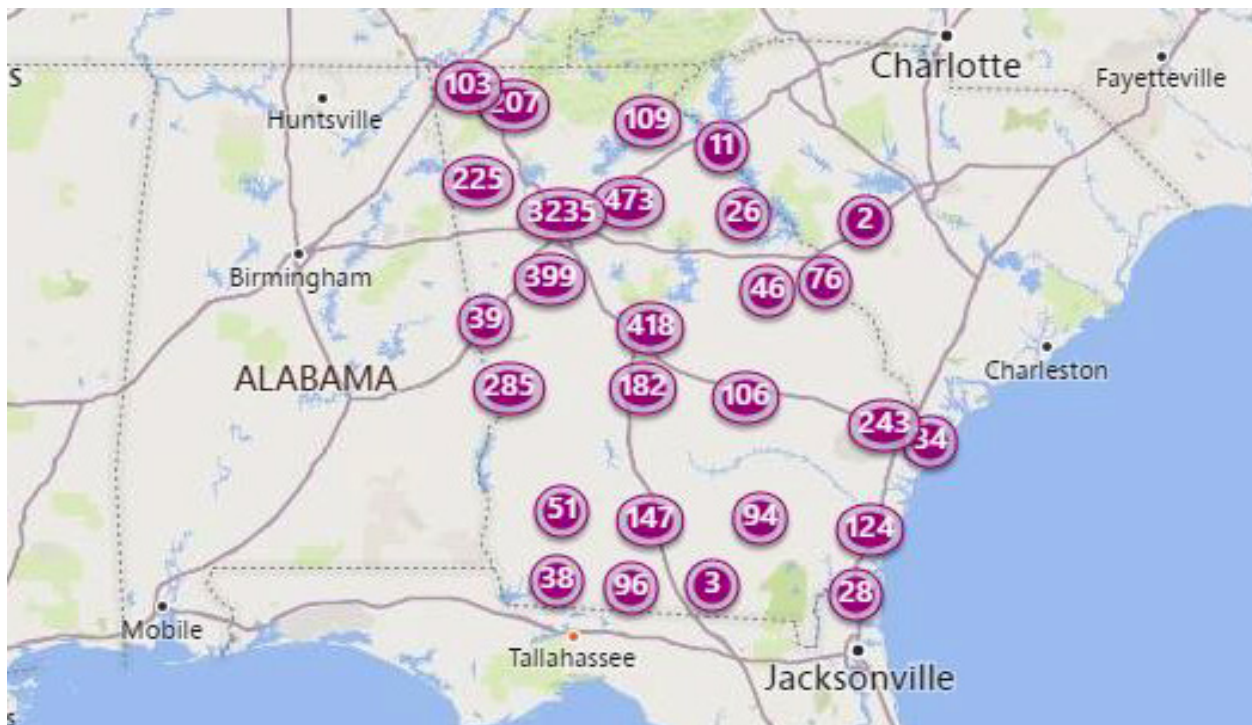 Charlotte
s
Fayetteville
103
207
Huntsville
109
11
225
3235
473
26
2
Birmingham
399
46
76
39
418
Charleston
ALABAMA
285
182
106
243
34
51
147
94
124
38
96
3
28
Mobile
Tallahassee
Jacksonville
s